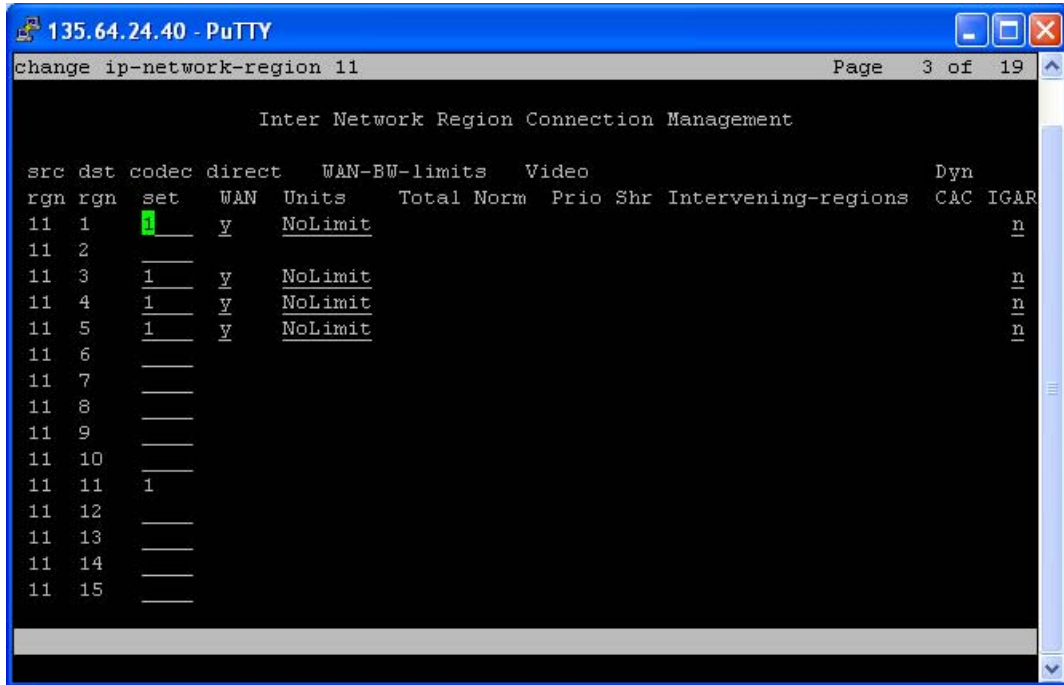 135.64.24.40 - PuTTY
change ip-network-region 11 Page 3 of 19
Inter Network Region Connection Management
src dst codec direct WAN-BW-limits Video Dyn
rgn rgn set WAN Units Total Norm Prio Shr Intervening-regions CAC IGAR
11 1 1 y NoLimit n
11 2
11 3 1 y NoLimit n
11 4 1 y NoLimit n
11 5 1 y NoLimit n
11 6
11 7
11 8
11 9
11 10
11 11 1
11 12
11 13
11 14
11 15